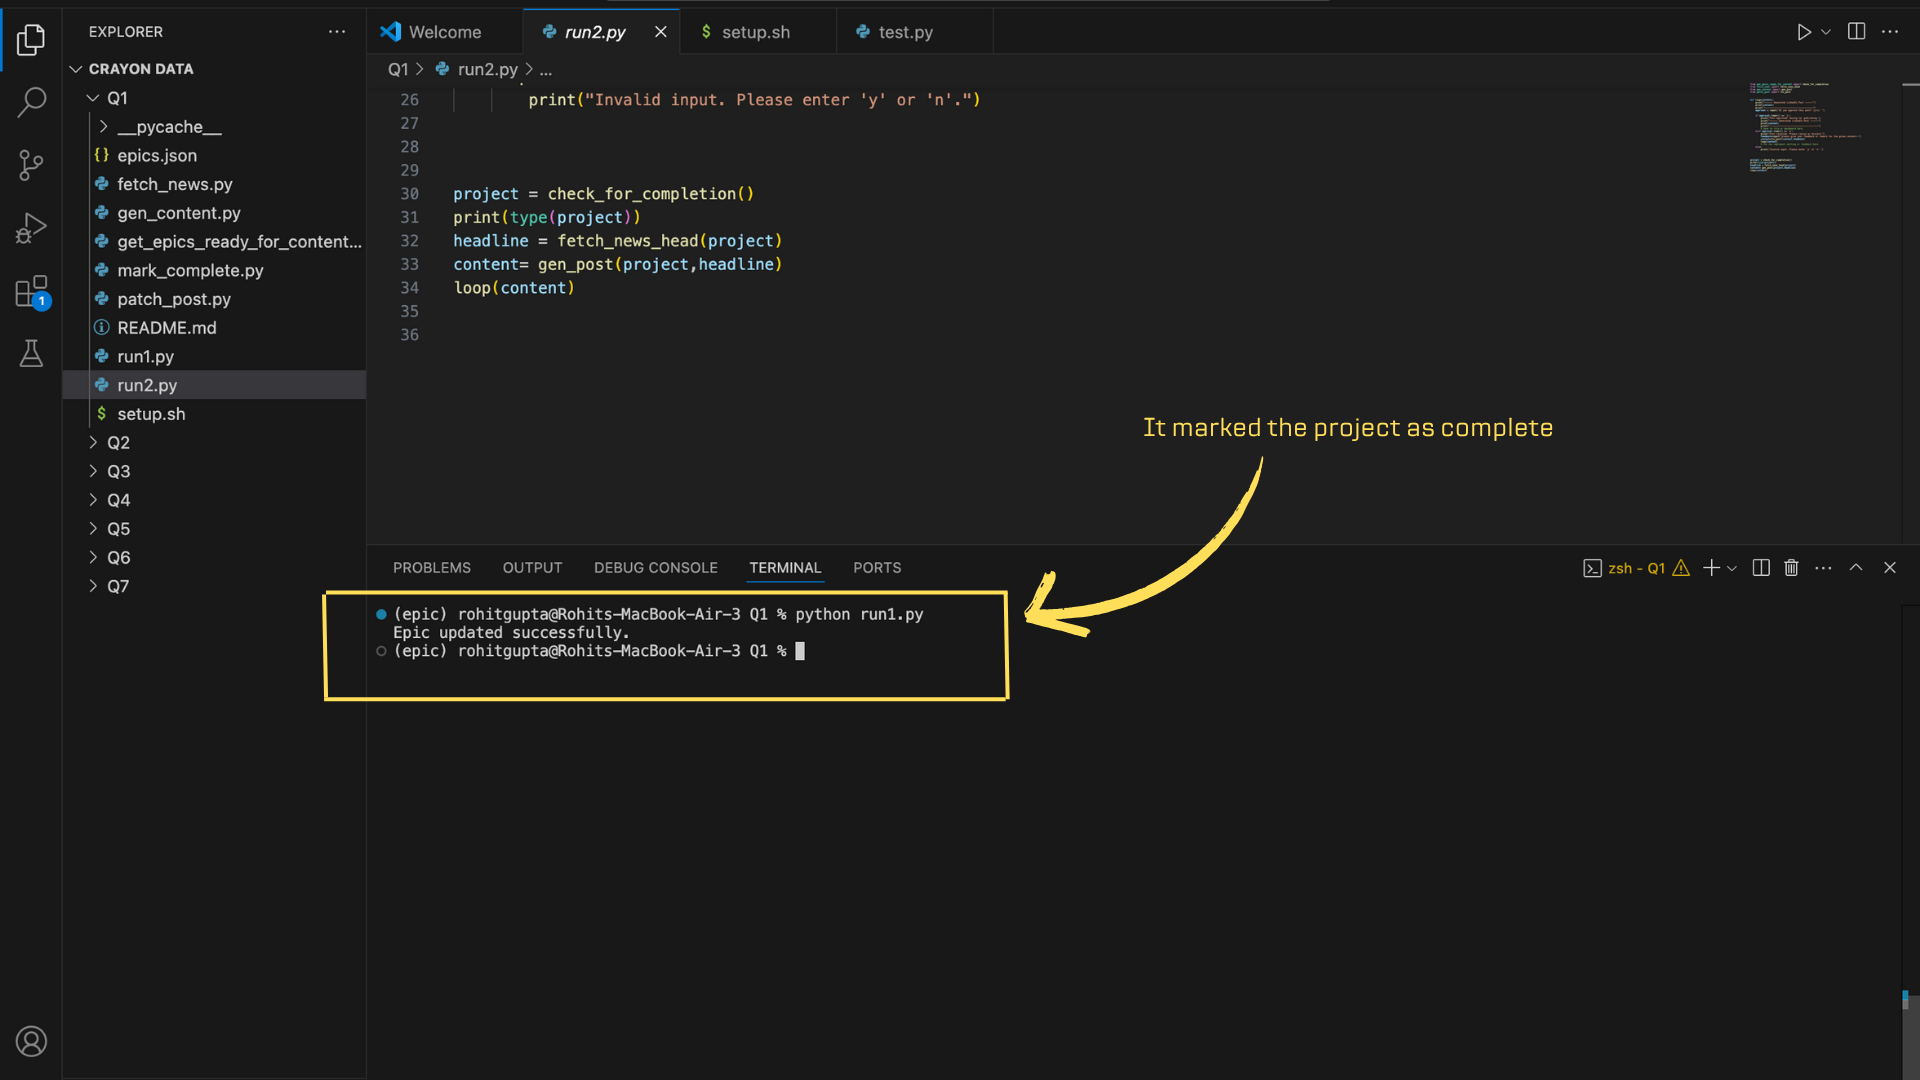 EXPLORER
Welcome
run2.py
setup.sh
test.py
CRAYON DATA
Q1
__pycache__
epics.json
fetch_news.py
gen_content.py
get_epics_ready_for_content...
mark_complete.py
patch_post.py
README.md
run1.py
run2.py
setup.sh
Q2
Q3
Q4
Q5
Q6
Q7
1
Q1 > run2.py > ...
26 print("Invalid input. Please enter 'y' or 'n'.")
27
28
29
30 project = check_for_completion()
31 print(type(project))
32 headline = fetch_news_head(project)
33 content= gen_post(project,headline)
34 loop(content)
35
36
It marked the project as complete
PROBLEMS OUTPUT DEBUG CONSOLE TERMINAL PORTS
zsh - Q1
(epic) rohitgupta@Rohits-MacBook-Air-3 Q1 % python run1.py
Epic updated successfully.
(epic) rohitgupta@Rohits-MacBook-Air-3 Q1 %